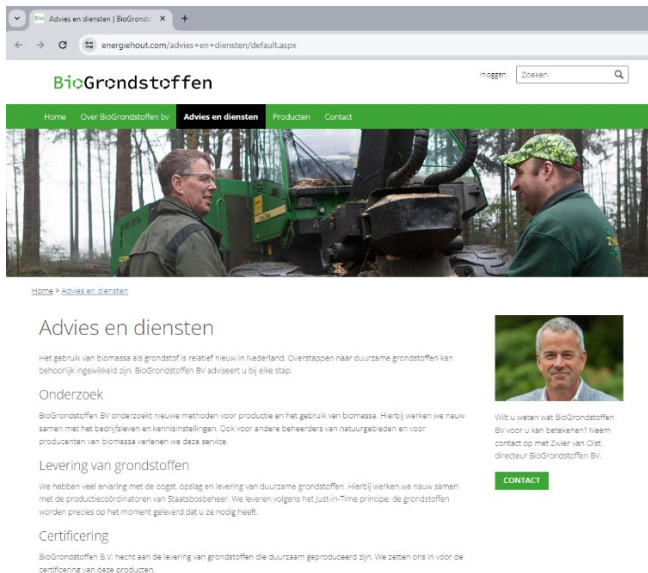 Advies en diensten | BioGrondst
energiehout.com/advies+en+diensten/default.aspx
BioGrondstoffen
Inloggen
Zoeken
Home Over BioGrondstoffen bv Advies en diensten Producten Contact
Home > Advies en diensten
Advies en diensten
Het gebruik van biomassa als grondstof is relatief nieuw in Nederland. Overstappen naar duurzame grondstoffen kan
behoorlijk ingewikkeld zijn. BioGrondstoffen BV adviseert u bij elke stap.
Onderzoek
BioGrondstoffen BV onderzoekt nieuwe methoden voor productie en het gebruik van biomassa. Hierbij werken we nauw
samen met het bedrijfsleven en kennisinstellingen. Ook voor andere beheerders van natuurgebieden en voor
producenten van biomassa verlenen we deze service.
Levering van grondstoffen
We hebben veel ervaring met de oogst, opslag en levering van duurzame grondstoffen. Hierbij werken we nauw samen
met de productiecoördinatoren van Staatsbosbeheer. We leveren volgens het Just-in-Time principe: de grondstoffen
worden precies op het moment geleverd dat u ze nodig heeft.
Certificering
BioGrondstoffen B.V. hecht aan de levering van grondstoffen die duurzaam geproduceerd zijn. We zetten ons in voor de
certificering van deze producten.
Wilt u weten wat BioGrondstoffen
BV voor u kan betekenen? Neem
contact op met Zwier van Olst,
directeur BioGrondstoffen BV.
CONTACT